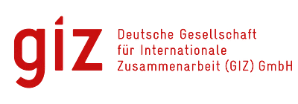 giz
Deutsche Gesellschaft
für Internationale
Zusammenarbeit (GIZ) GmbH